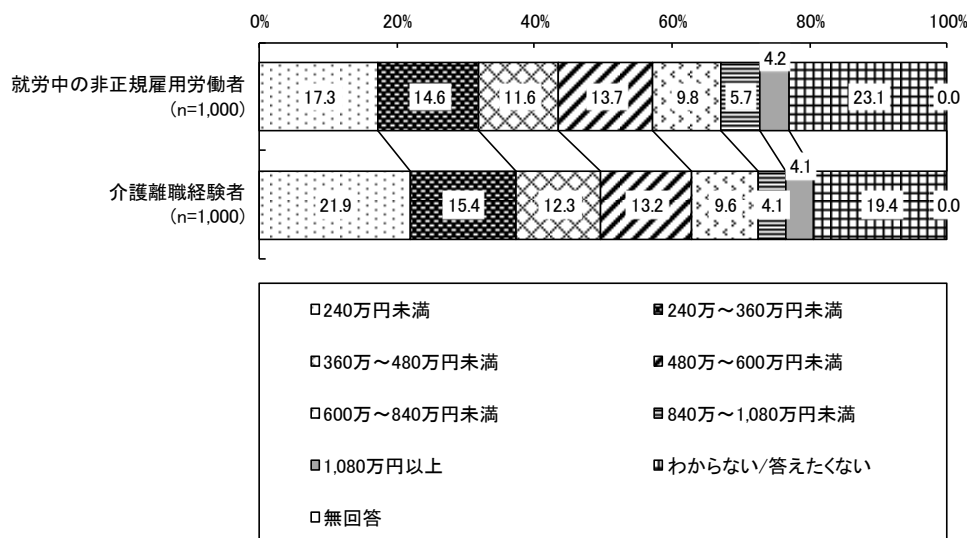 0% 20% 40% 60% 80% 100%
就労中の非正規雇用労働者
(n=1,000)
17.3 14.6 11.6 13.7 9.8 5.7 4.2 23.1 0.0
介護離職経験者
(n=1,000)
21.9 15.4 12.3 13.2 9.6 4.1 4.1 19.4 0.0
240万円未満 240万～360万円未満
360万～480万円未満 480万～600万円未満
600万～840万円未満 840万～1,080万円未満
1,080万円以上 わからない/答えたくない
無回答